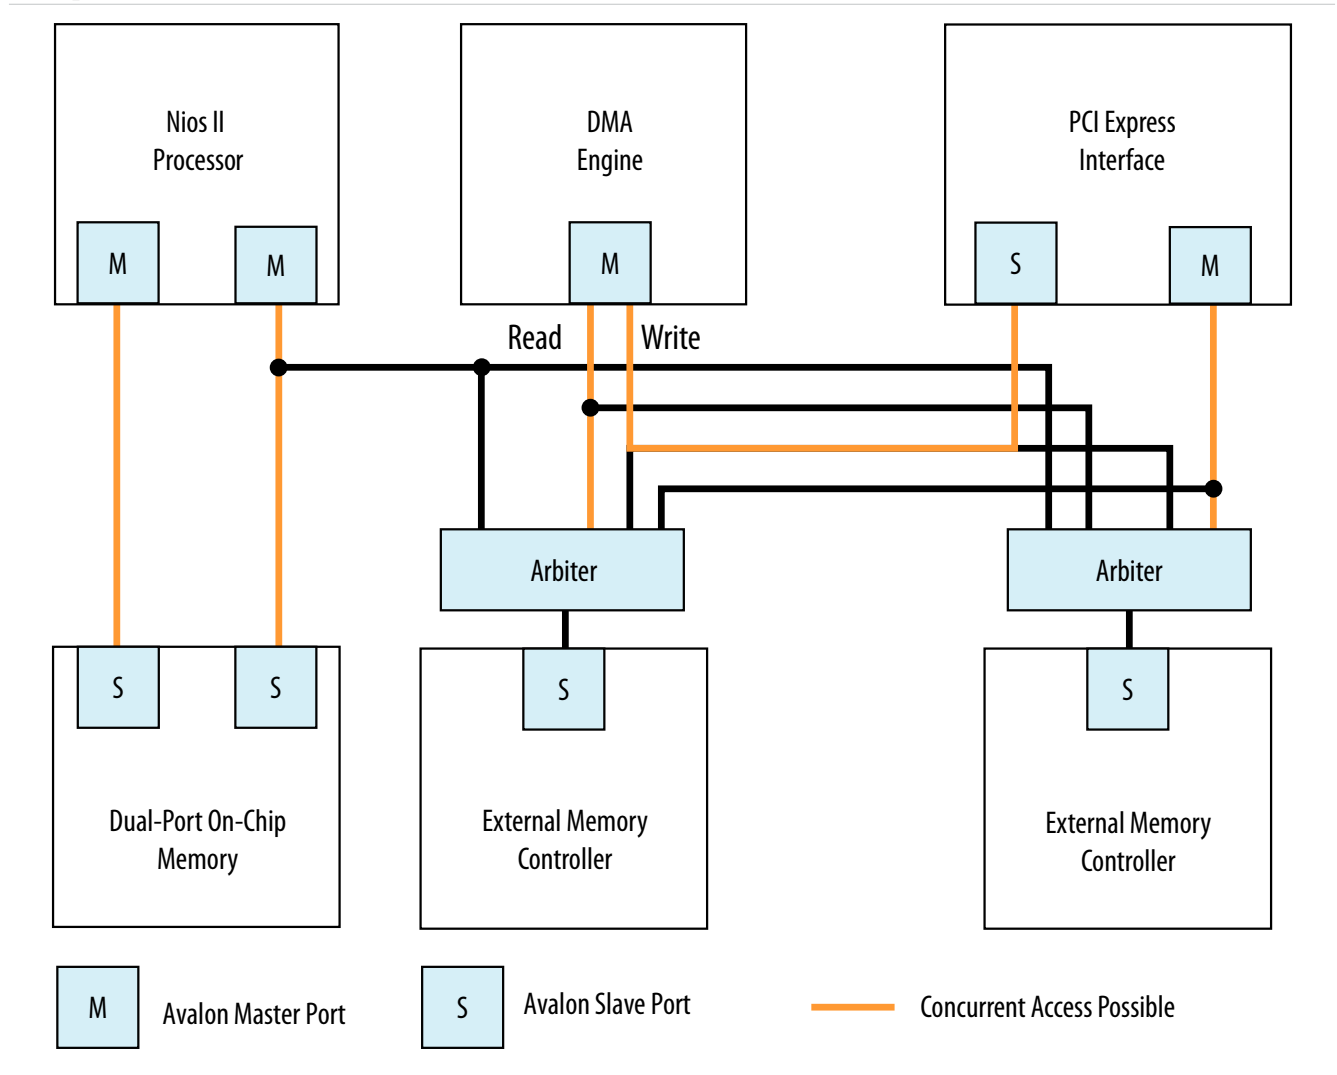 Nios II
Processor
DMA
Engine
PCI Express
Interface
M
M
M
S
M
Read
Write
Arbiter
Arbiter
S
S
S
S
Dual-Port On-Chip
Memory
External Memory
Controller
External Memory
Controller
M
Avalon Master Port
S
Avalon Slave Port
Concurrent Access Possible